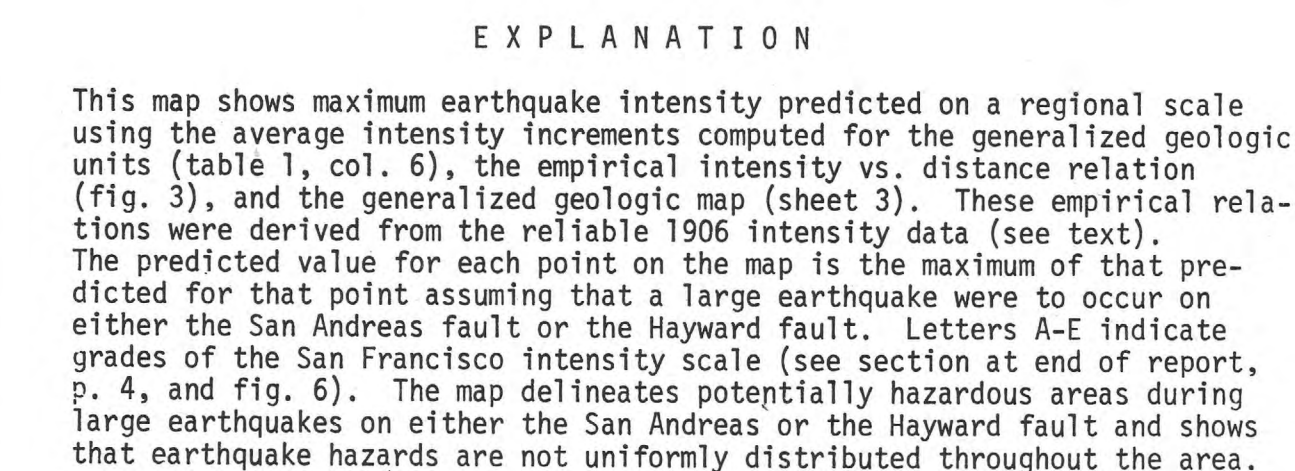 EXPLANATION
This map shows maximum earthquake intensity predicted on a regional scale
using the average intensity increments computed for the generalized geologic
units (table 1, col. 6), the empirical intensity vs. distance relation
(fig. 3), and the generalized geologic map (sheet 3). These empirical rela-
tions were derived from the reliable 1906 intensity data (see text).
The predicted value for each point on the map is the maximum of that pre-
dicted for that point assuming that a large earthquake were to occur on
either the San Andreas fault or the Hayward fault. Letters A-E indicate
grades of the San Francisco intensity scale (see section at end of report,
p. 4, and fig. 6). The map delineates potentially hazardous areas during
large earthquakes on either the San Andreas or the Hayward fault and shows
that earthquake hazards are not uniformly distributed throughout the area.